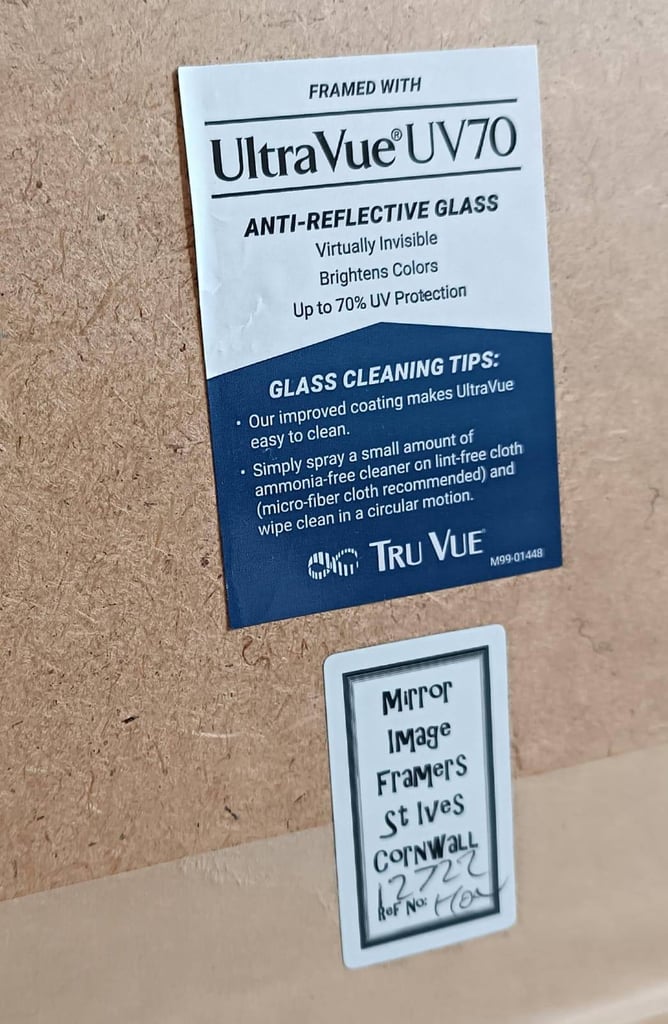 FRAMED WITH
UltraVue® UV70
ANTI-REFLECTIVE GLASS
Virtually Invisible
Brightens Colors
Up to 70% UV Protection
GLASS CLEANING TIPS:
• Our improved coating makes UltraVue
easy to clean.
• Simply spray a small amount of
ammonia-free cleaner on lint-free cloth
(micro-fiber cloth recommended) and
wipe clean in a circular motion.
TRU VUE
M99-01448
Mirror
Image
Framers
St Ives
Cornwall
12722
Ref No: